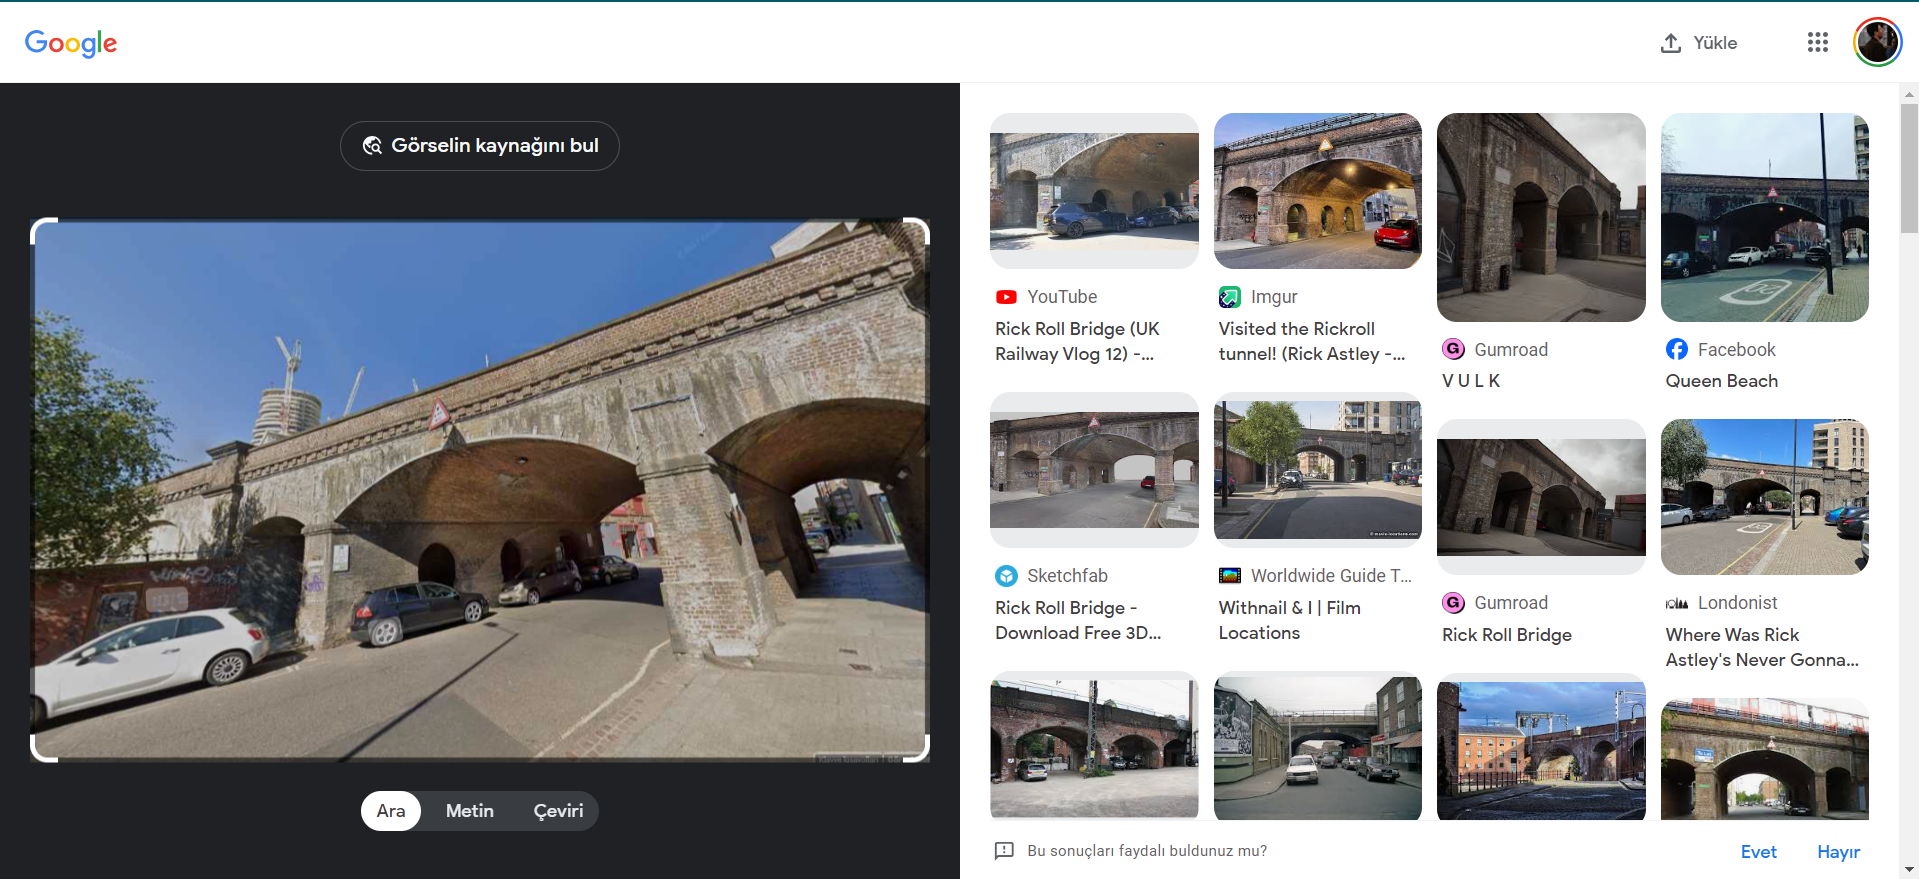 Google
Yükle
Görselin kaynağını bul
Ara
Metin
Çeviri
YouTube
Rick Roll Bridge (UK
Railway Vlog 12) -...
Imgur
Visited the Rickroll
tunnel! (Rick Astley -...
Gumroad
V U L K
Facebook
Queen Beach
Sketchfab
Rick Roll Bridge -
Download Free 3D...
Worldwide Guide T...
Withnail & I | Film
Locations
Gumroad
Rick Roll Bridge
Londonist
Where Was Rick
Astley's Never Gonna...
Bu sonuçları faydalı buldunuz mu?
Evet
Hayır